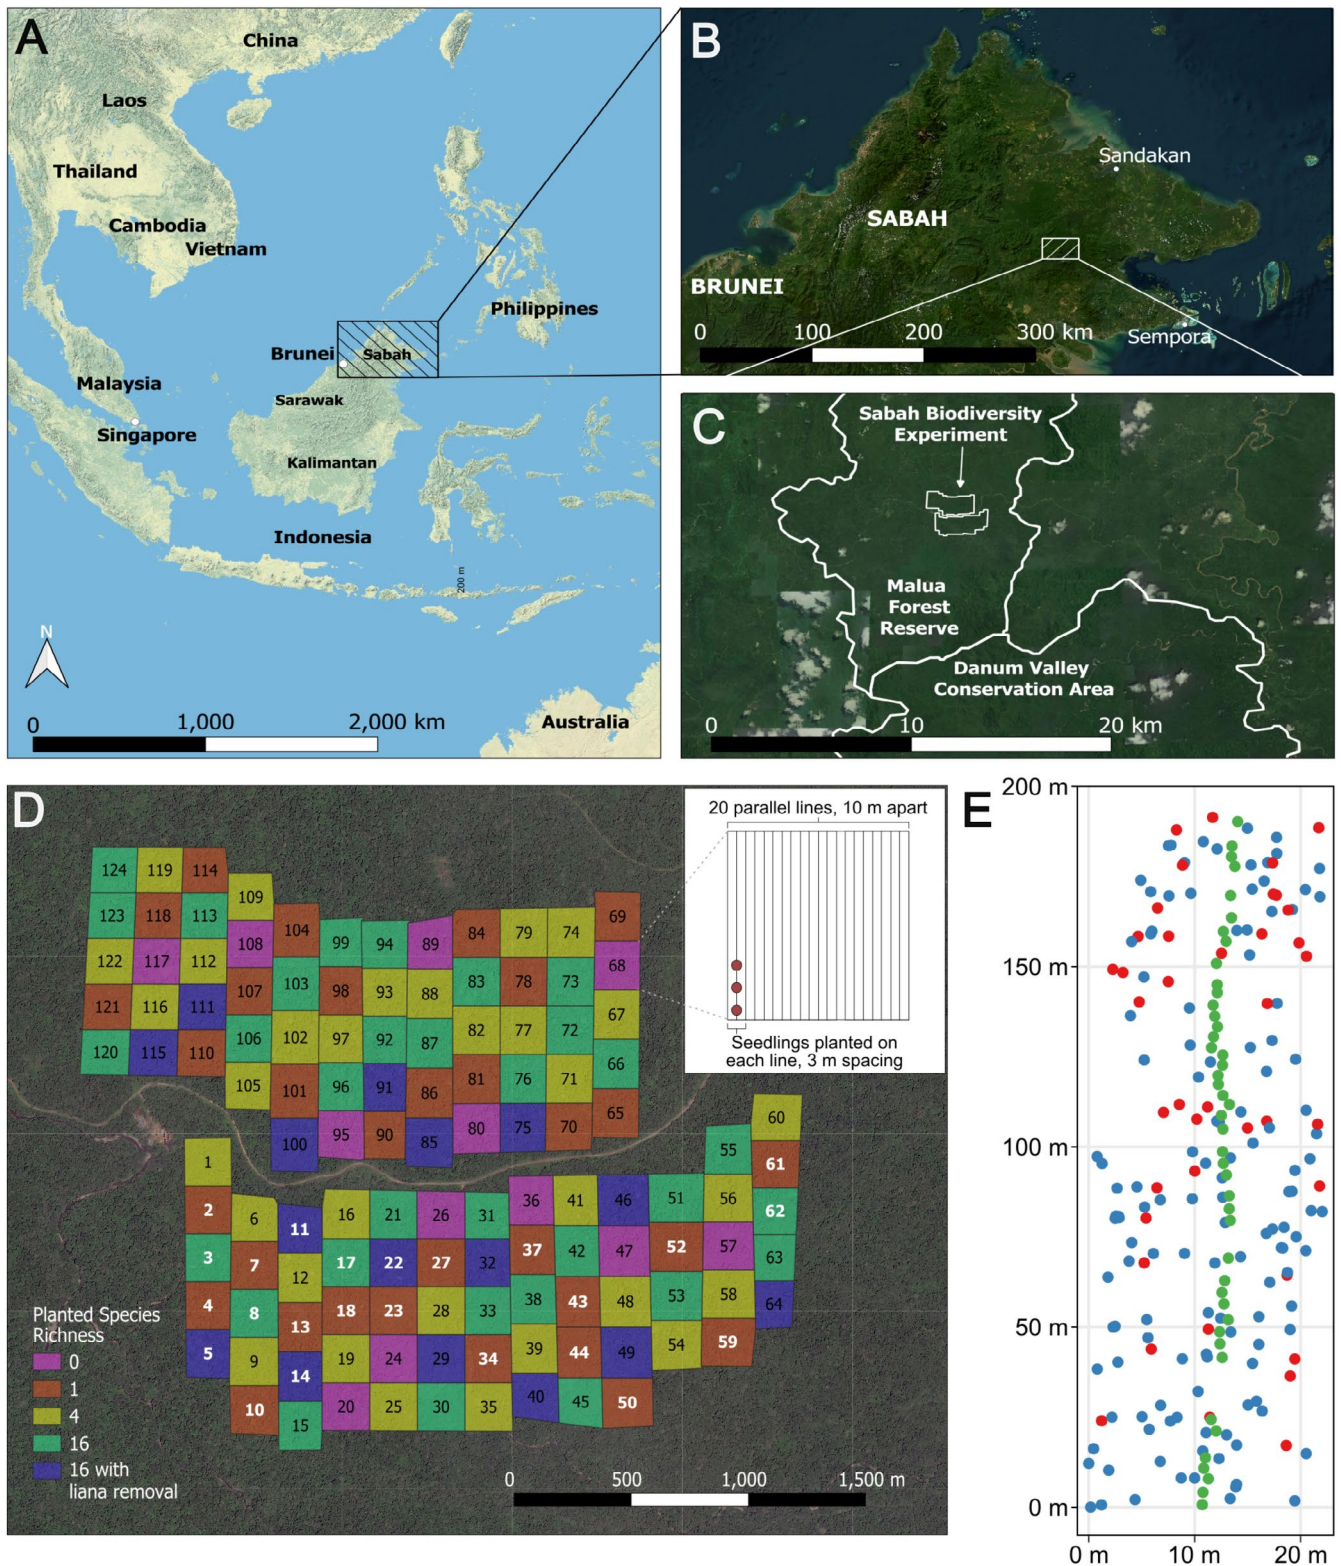 A
China
Laos
Thailand
Cambodia
Vietnam
Philippines
Brunei
Sabah
Malaysia
Sarawak
Singapore
Kalimantan
Indonesia
200 m
N
0 1,000 2,000 km
Australia
B
Sandakan
SABAH
BRUNEI
0 100 200 300 km
Sempora
C
Sabah Biodiversity
Experiment
Malua
Forest
Reserve
Danum Valley
Conservation Area
0 10 20 km
D
20 parallel lines, 10 m apart
Seedlings planted on
each line, 3 m spacing
124 119 114
109
123 118 113
108 104 99 94 89 84 79 74 69
122 117 112
107 103 98 93 88 83 78 73 68
121 116 111
106 102 97 92 87 82 77 72 67
120 115 110
105 101 96 91 86 81 76 71 66
100 95 90 85 80 75 70 65
60
1 55 61
2 6 11 16 21 26 31 36 41 46 51 56 62
3 7 12 17 22 27 32 37 42 47 52 57 63
4 8 13 18 23 28 33 38 43 48 53 58 64
5 9 14 19 24 29 34 39 44 49 54 59
10 15 20 25 30 35 40 45 50
Planted Species
Richness
0
1
4
16
16 with
liana removal
0 500 1,000 1,500 m
E
200 m
150 m
100 m
50 m
0 m
0 m 10 m 20 m